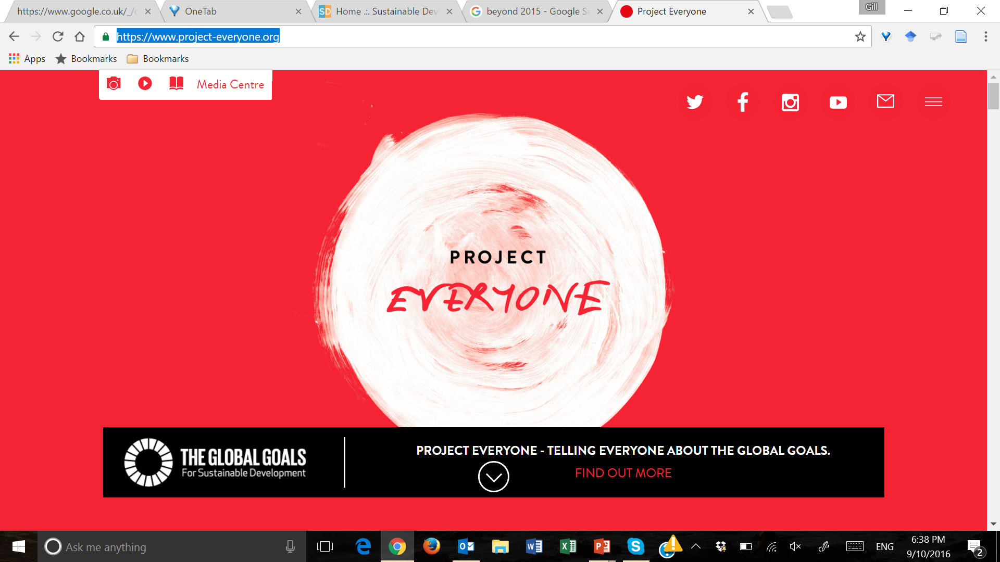 https://www.google.co.uk/_/
OneTab
SD Home .:. Sustainable Dev
beyond 2015 - Google Se
Project Everyone
Gill
https://www.project-everyone.org
Apps
Bookmarks
Bookmarks
Media Centre
PROJECT
EVERYONE
THE GLOBAL GOALS
For Sustainable Development
PROJECT EVERYONE - TELLING EVERYONE ABOUT THE GLOBAL GOALS.
FIND OUT MORE
Ask me anything
ENG
6:38 PM
9/10/2016
2